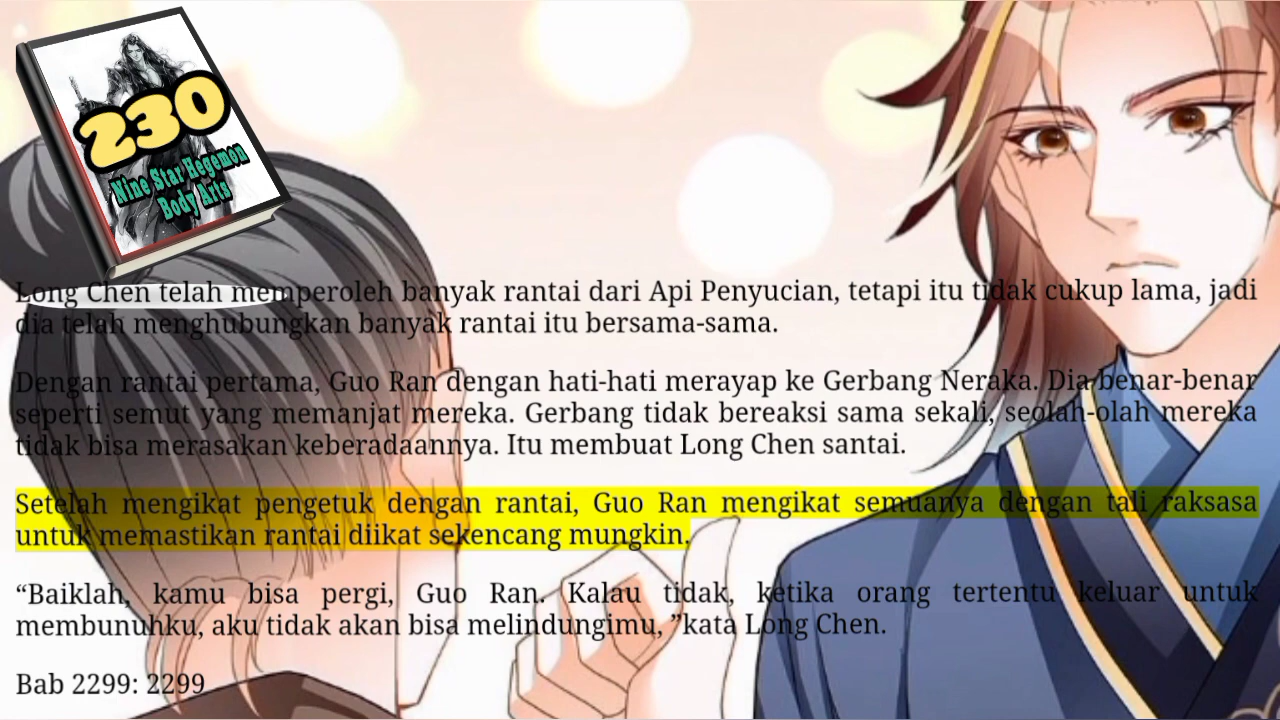 230
Nine Star Hegemon
Body Arts
Long Chen telah memperoleh banyak rantai dari Api Penyucian, tetapi itu tidak cukup lama, jadi
dia telah menghubungkan banyak rantai itu bersama-sama.
Dengan rantai pertama, Guo Ran dengan hati-hati merayap ke Gerbang Neraka. Dia benar-benar
seperti semut yang memanjat mereka. Gerbang tidak bereaksi sama sekali, seolah-olah mereka
tidak bisa merasakan keberadaannya. Itu membuat Long Chen santai.
Setelah mengikat pengetuk dengan rantai, Guo Ran mengikat semuanya dengan tali raksasa
untuk memastikan rantai diikat sekencang mungkin.
“Baiklah, kamu bisa pergi, Guo Ran. Kalau tidak, ketika orang tertentu keluar untuk
membunuhku, aku tidak akan bisa melindungimu, ”kata Long Chen.
Bab 2299: 2299